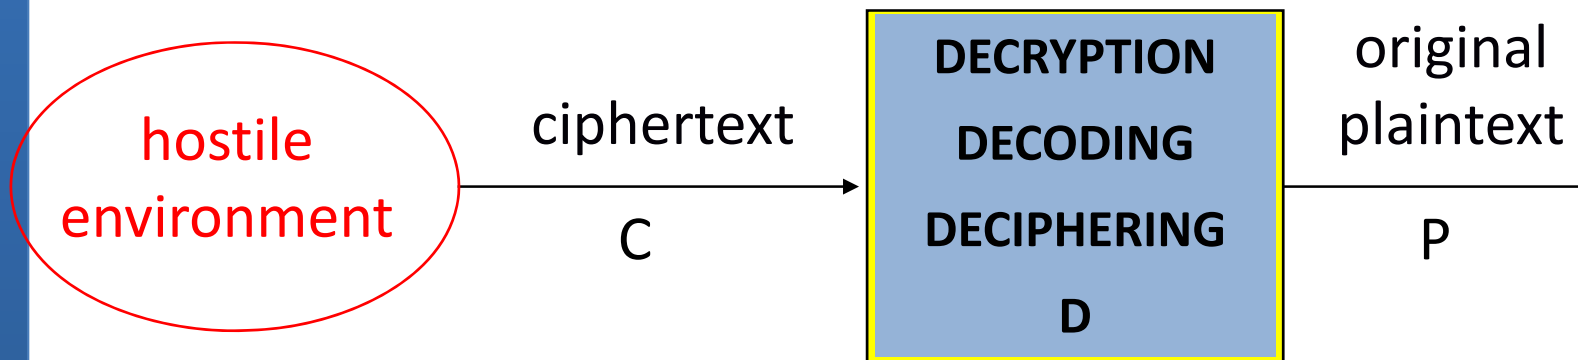 hostile
environment
ciphertext
C
DECRYPTION
DECODING
DECIPHERING
D
original
plaintext
P